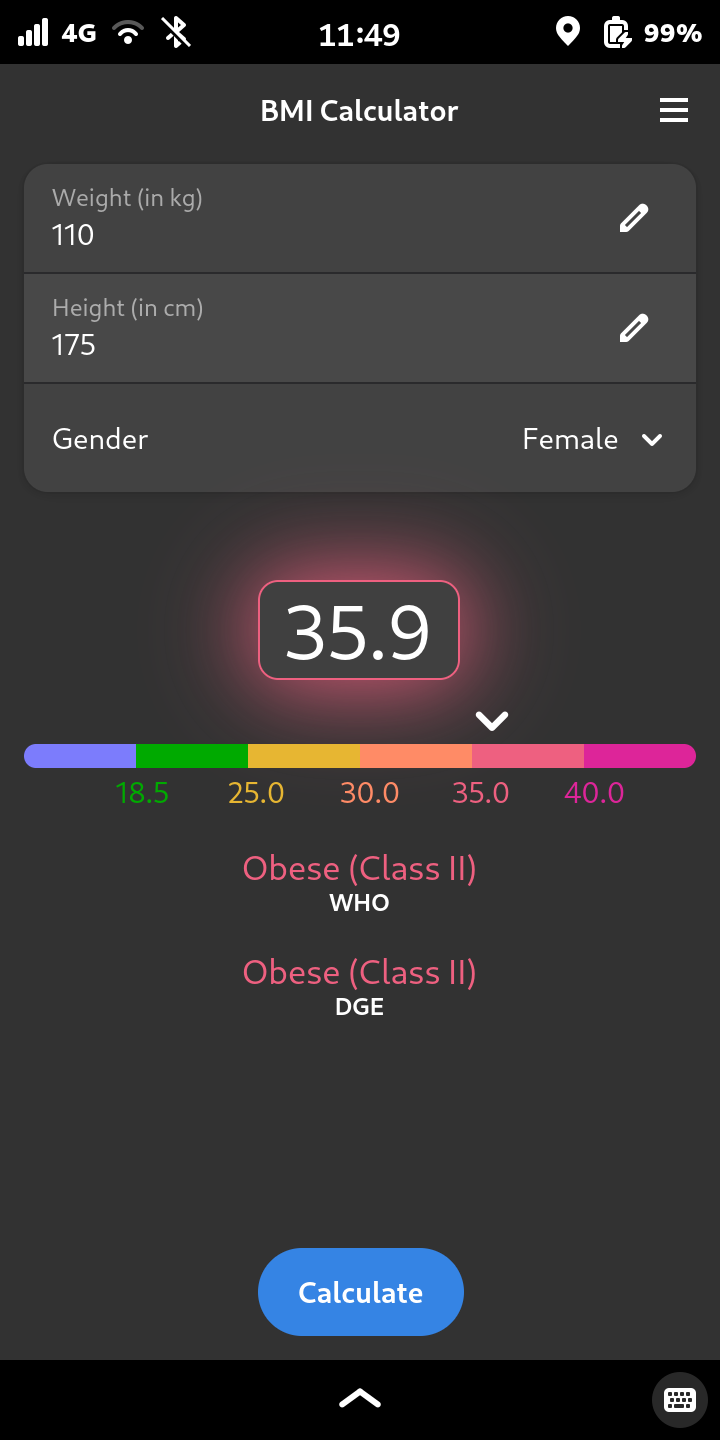 4G 11:49 99%
BMI Calculator
Weight (in kg)
110
Height (in cm)
175
Gender Female
35.9
18.5 25.0 30.0 35.0 40.0
Obese (Class II)
WHO
Obese (Class II)
DGE
Calculate